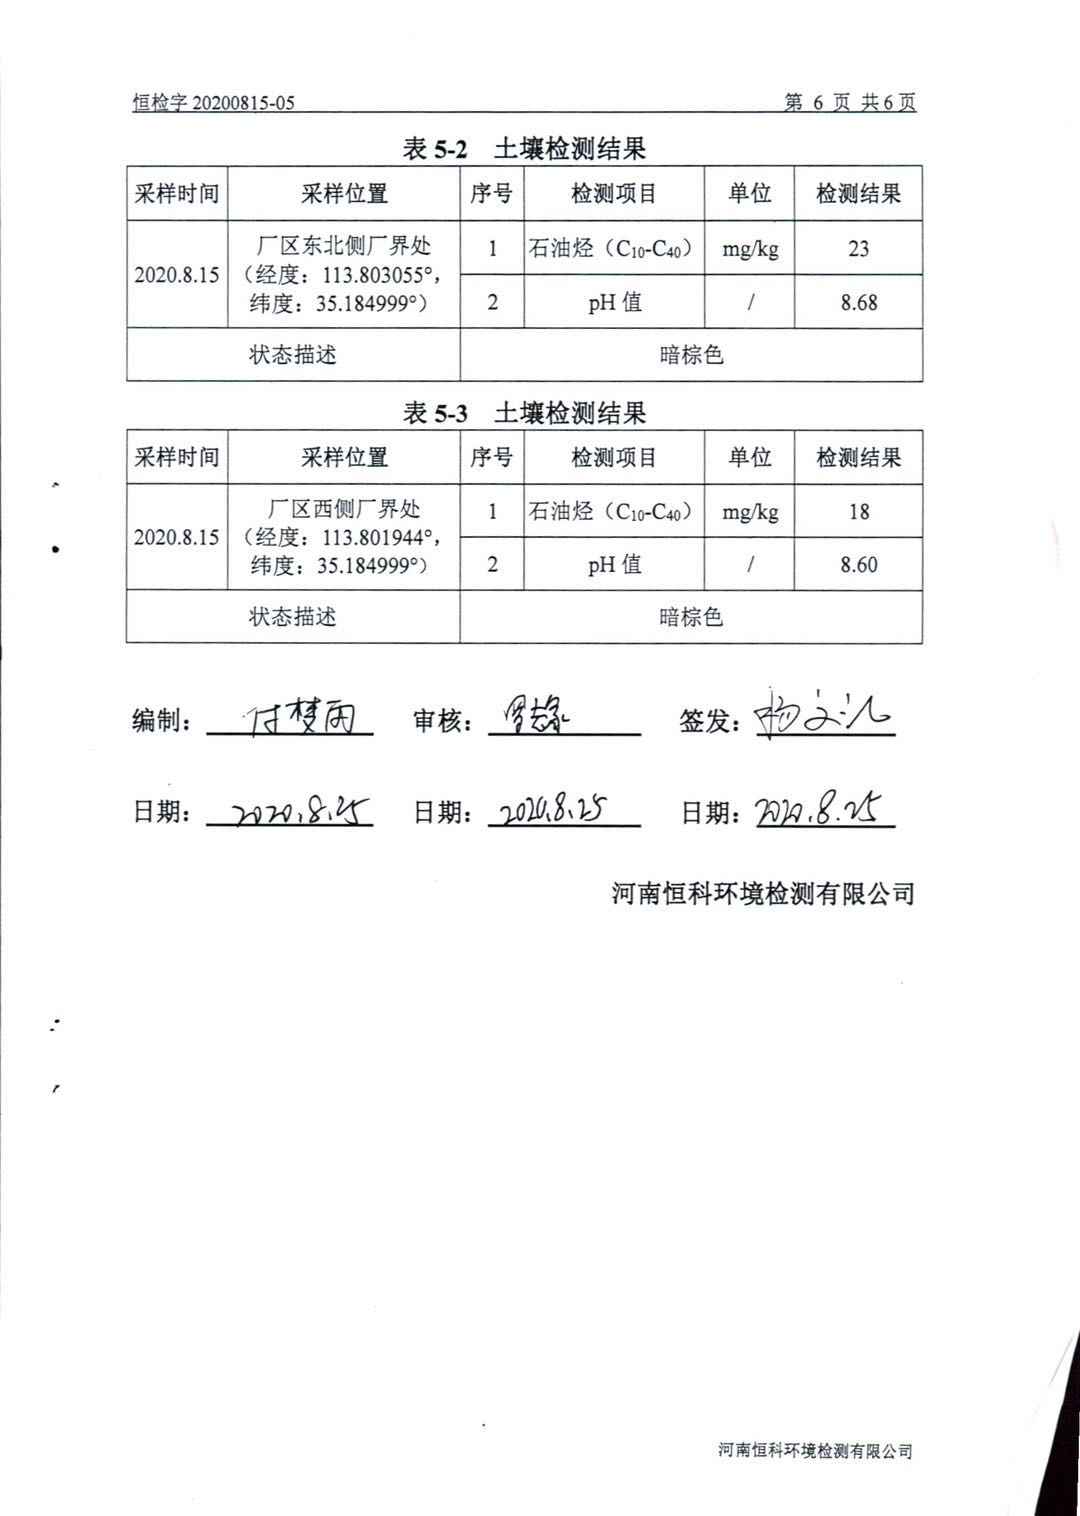 恒检字 20200815-05 第 6 页 共6页
表 5-2 土壤检测结果
采样时间 采样位置 序号 检测项目 单位 检测结果
2020.8.15 厂区东北侧厂界处
（经度：113.803055°，
纬度：35.184999°）
1 石油烃（C10-C40） mg/kg 23
2 pH 值 / 8.68
状态描述 暗棕色
表 5-3 土壤检测结果
采样时间 采样位置 序号 检测项目 单位 检测结果
2020.8.15 厂区西侧厂界处
（经度：113.801944°，
纬度：35.184999°）
1 石油烃（C10-C40） mg/kg 18
2 pH 值 / 8.60
状态描述 暗棕色
编制： 付梦雨 审核： 签发：
日期： 2020.8.25 日期： 2020.8.25 日期： 2020.8.25
河南恒科环境检测有限公司
河南恒科环境检测有限公司